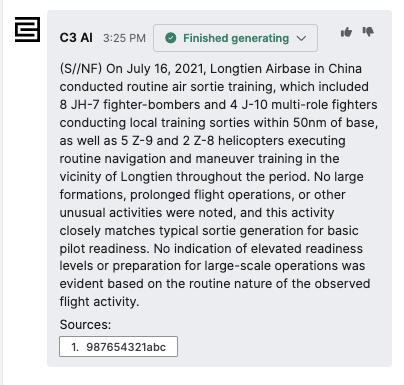 C3 AI 3:25 PM Finished generating
(S//NF) On July 16, 2021, Longtien Airbase in China
conducted routine air sortie training, which included
8 JH-7 fighter-bombers and 4 J-10 multi-role fighters
conducting local training sorties within 50nm of base,
as well as 5 Z-9 and 2 Z-8 helicopters executing
routine navigation and maneuver training in the
vicinity of Longtien throughout the period. No large
formations, prolonged flight operations, or other
unusual activities were noted, and this activity
closely matches typical sortie generation for basic
pilot readiness. No indication of elevated readiness
levels or preparation for large-scale operations was
evident based on the routine nature of the observed
flight activity.
Sources:
1. 987654321abc